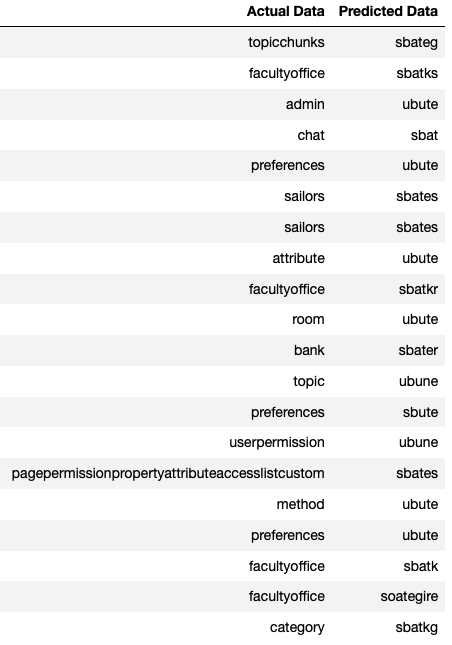 Actual Data Predicted Data
topicchunks sbateg
facultyoffice sbatks
admin ubute
chat sbat
preferences ubute
sailors sbates
sailors sbates
attribute ubute
facultyoffice sbatkr
room ubute
bank sbater
topic ubune
preferences sbute
userpermission ubune
pagepermissionpropertyattributeaccesslistcustom sbates
method ubute
preferences ubute
facultyoffice sbatk
facultyoffice soategire
category sbatkg